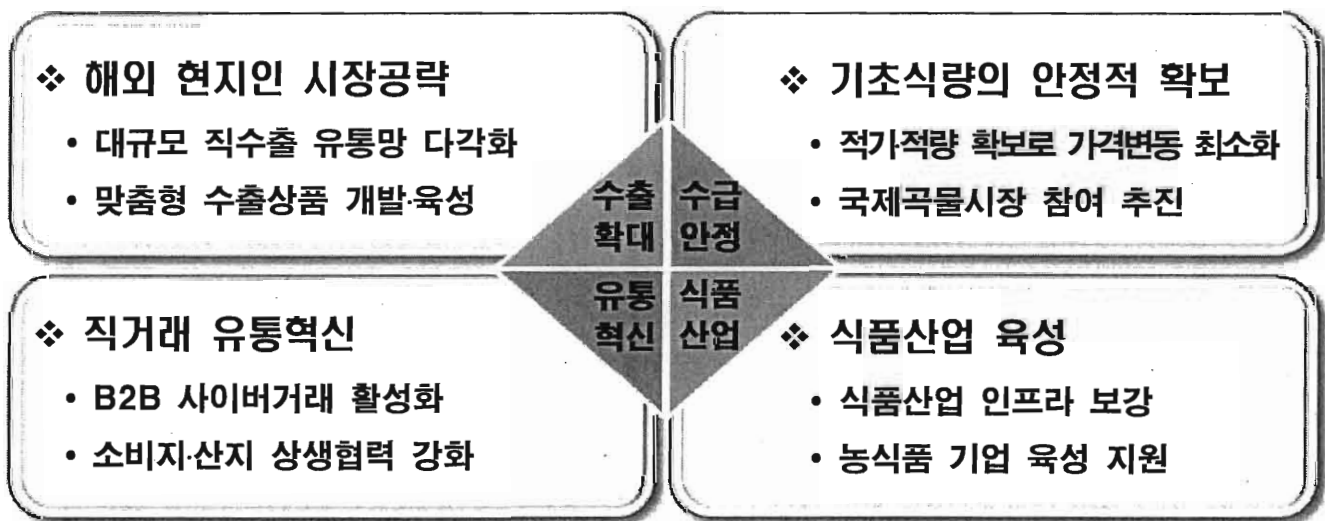 ❖ 해외 현지인 시장공략
• 대규모 직수출 유통망 다각화
• 맞춤형 수출상품 개발·육성
❖ 기초식량의 안정적 확보
• 적가·적량 확보로 가격변동 최소화
• 국제곡물시장 참여 추진
수출
확대
수급
안정
유통
혁신
식품
산업
❖ 직거래 유통혁신
• B2B 사이버거래 활성화
• 소비지·산지 상생협력 강화
❖ 식품산업 육성
• 식품산업 인프라 보강
• 농식품 기업 육성 지원